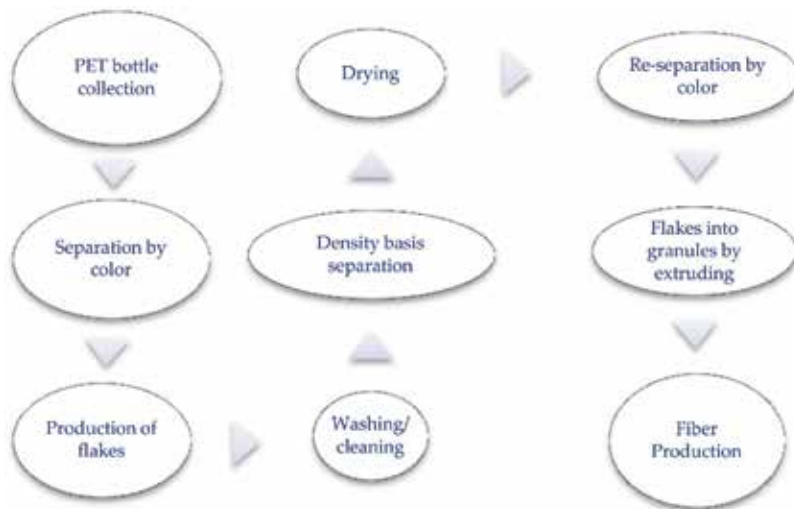 PET bottle
collection
Separation by
color
Production of
flakes
Washing/
cleaning
Density basis
separation
Drying
Re-separation by
color
Flakes into
granules by
extruding
Fiber
Production